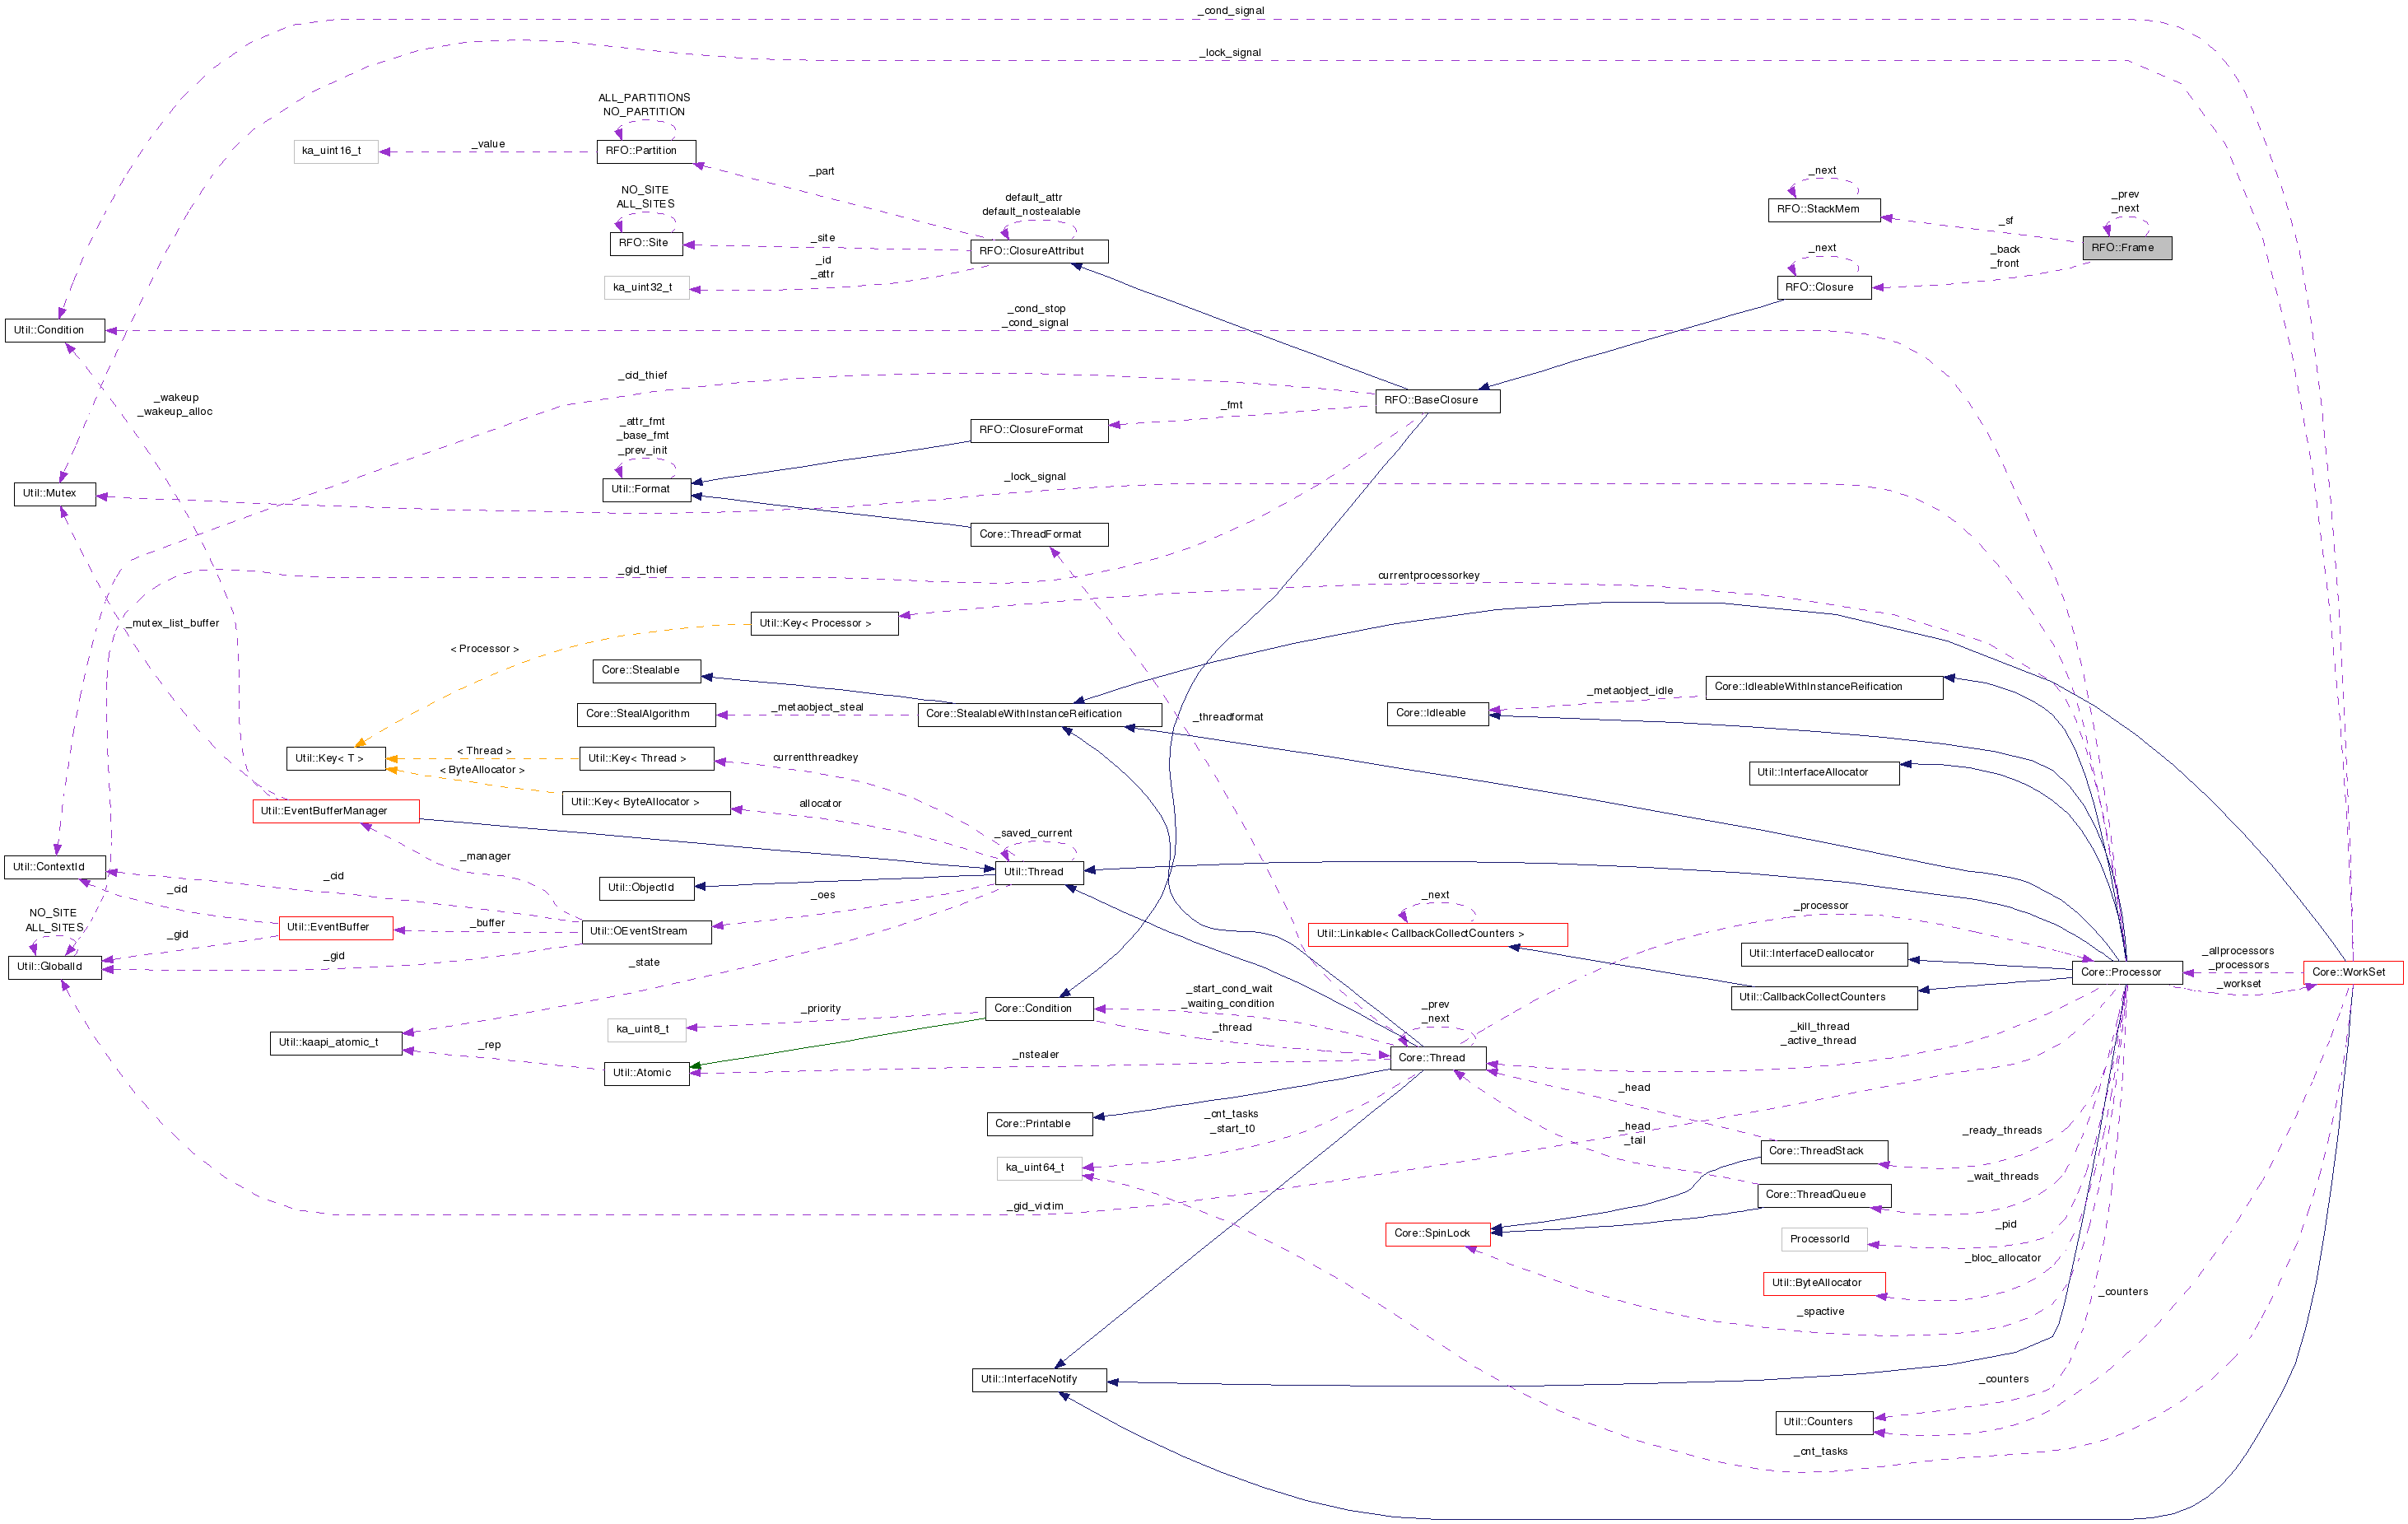 _cond_signal
_lock_signal
ALL_PARTITIONS
NO_PARTITION
ka_uint16_t
_value
RFO::Partition
_part
NO_SITE
ALL_SITES
RFO::Site
_site
default_attr
default_nostealable
RFO::ClosureAttribut
_id
_attr
ka_uint32_t
_next
RFO::StackMem
_sf
_prev
_next
RFO::Frame
_back
_front
_next
RFO::Closure
Util::Condition
_cond_stop
_cond_signal
_cid_thief
RFO::BaseClosure
_wakeup
_wakeup_alloc
_fmt
RFO::ClosureFormat
_attr_fmt
_base_fmt
_prev_init
Util::Format
Util::Mutex
_lock_signal
Core::ThreadFormat
_gid_thief
currentprocessorkey
_mutex_list_buffer
Util::Key< Processor >
< Processor >
Core::Stealable
Core::StealAlgorithm
_metaobject_steal
Core::StealableWithInstanceReification
_threadformat
Core::Idleable
_metaobject_idle
Core::IdleableWithInstanceReification
Util::Key< T >
< Thread >
Util::Key< Thread >
currentthreadkey
< ByteAllocator >
Util::Key< ByteAllocator >
allocator
Util::InterfaceAllocator
Util::EventBufferManager
_saved_current
Util::Thread
Util::ContextId
_manager
_cid
_cid
Util::ObjectId
_oes
NO_SITE
ALL_SITES
Util::GlobalId
_gid
Util::EventBuffer
_buffer
Util::OEventStream
_gid
_state
_next
Util::Linkable< CallbackCollectCounters >
_processor
Util::InterfaceDeallocator
Core::Processor
_allprocessors
_processors
_workset
Core::WorkSet
Util::CallbackCollectCounters
_start_cond_wait
_waiting_condition
_thread
Core::Condition
_priority
ka_uint8_t
_prev
_next
Core::Thread
_kill_thread
_active_thread
Util::kaapi_atomic_t
_rep
Util::Atomic
_nstealer
Core::Printable
_cnt_tasks
_start_t0
_head
_head
_tail
_ready_threads
Core::ThreadStack
ka_uint64_t
_wait_threads
Core::ThreadQueue
_gid_victim
Core::SpinLock
_pid
ProcessorId
_bloc_allocator
Util::ByteAllocator
_spactive
_counters
Util::InterfaceNotify
_counters
Util::Counters
_cnt_tasks